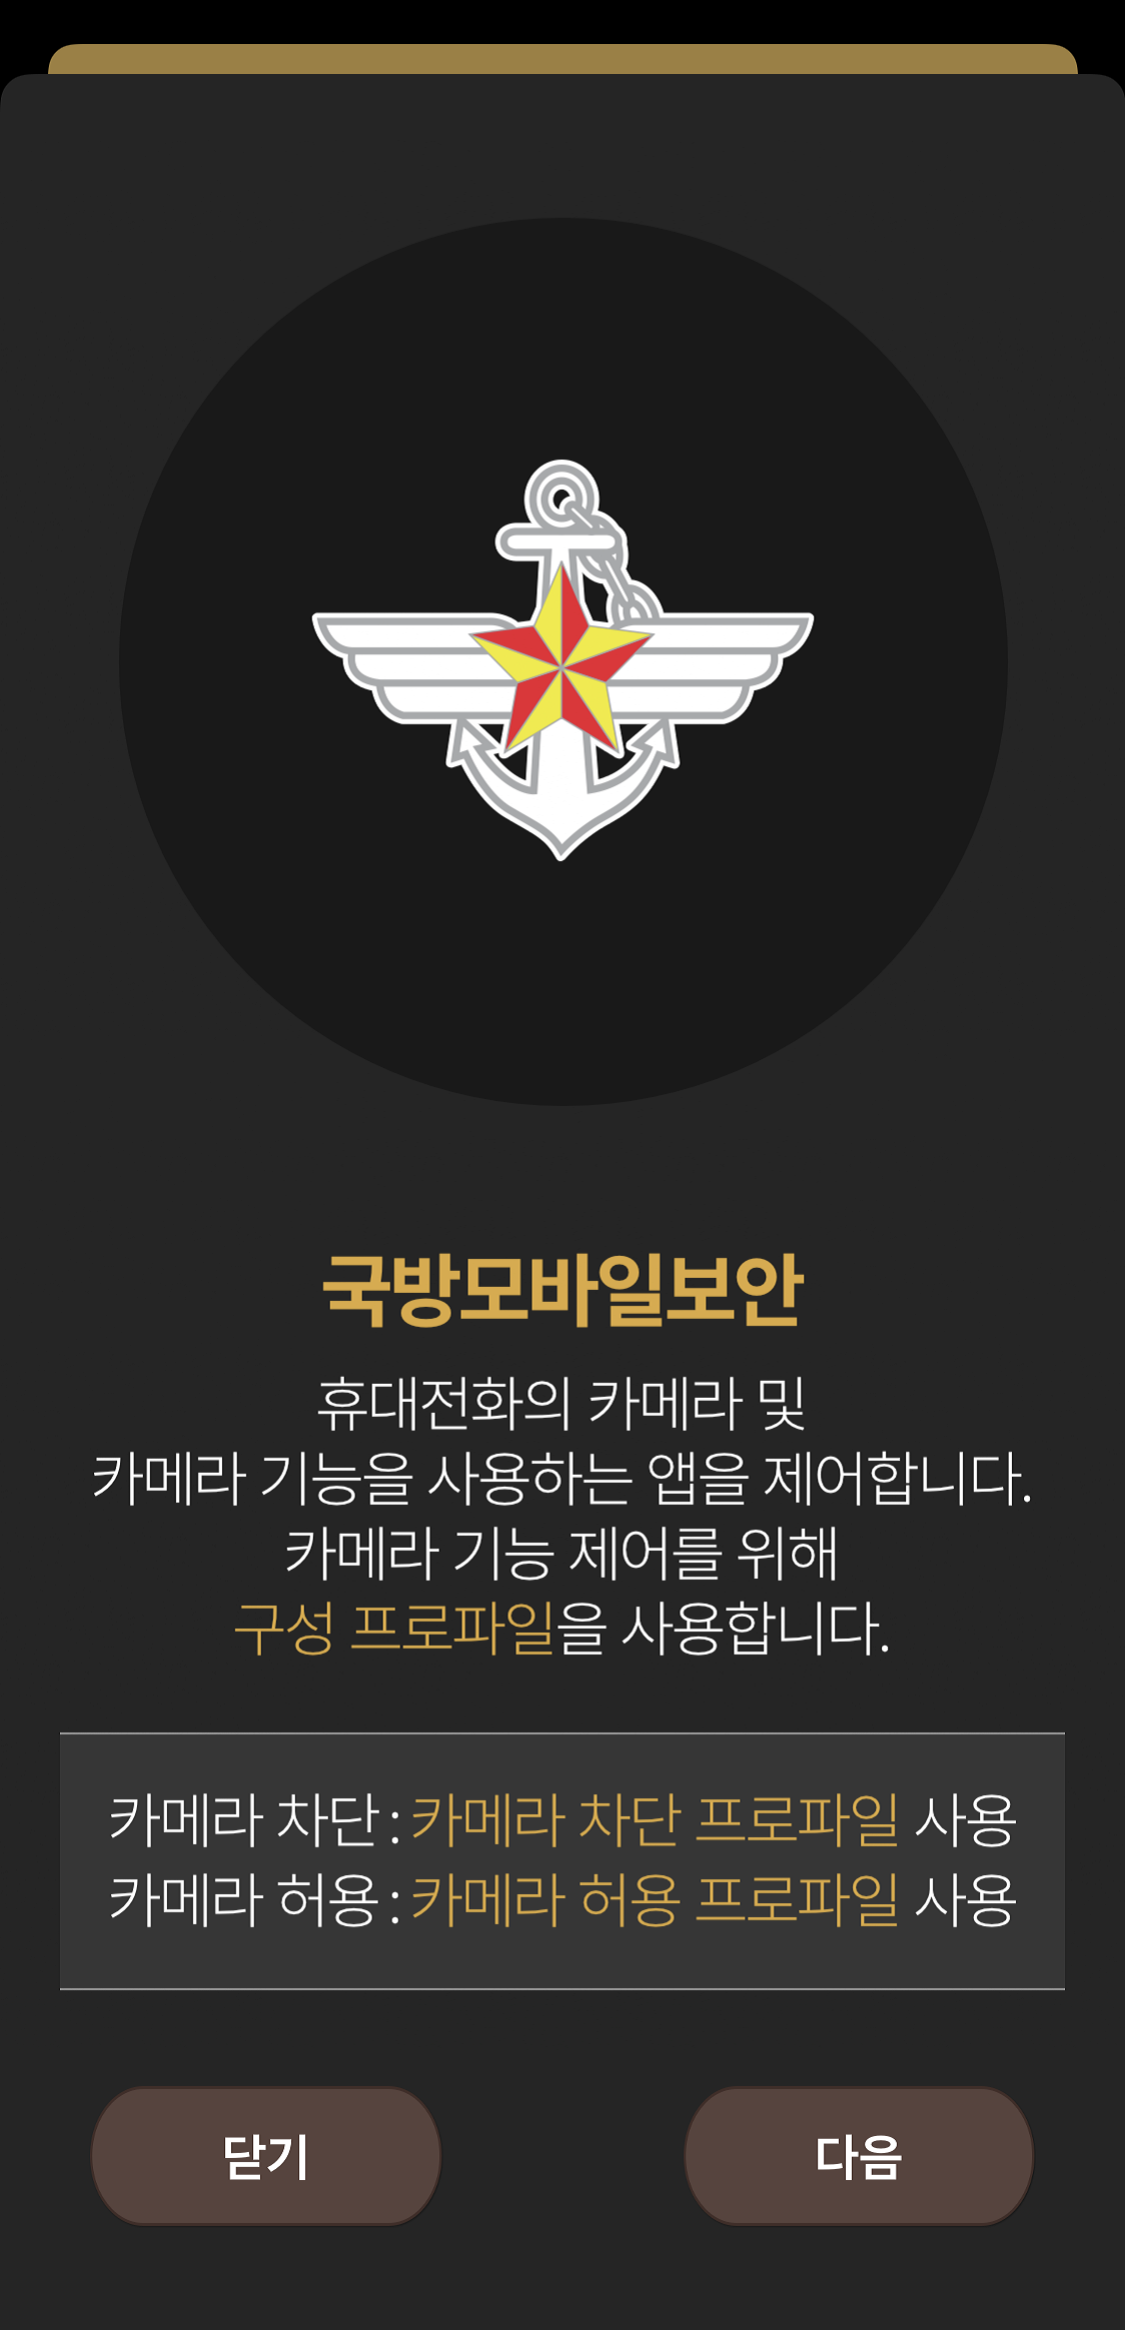 국방모바일보안
휴대전화의 카메라 및
카메라 기능을 사용하는 앱을 제어합니다.
카메라 기능 제어를 위해
구성 프로파일을 사용합니다.
카메라 차단 : 카메라 차단 프로파일 사용
카메라 허용 : 카메라 허용 프로파일 사용
닫기
다음